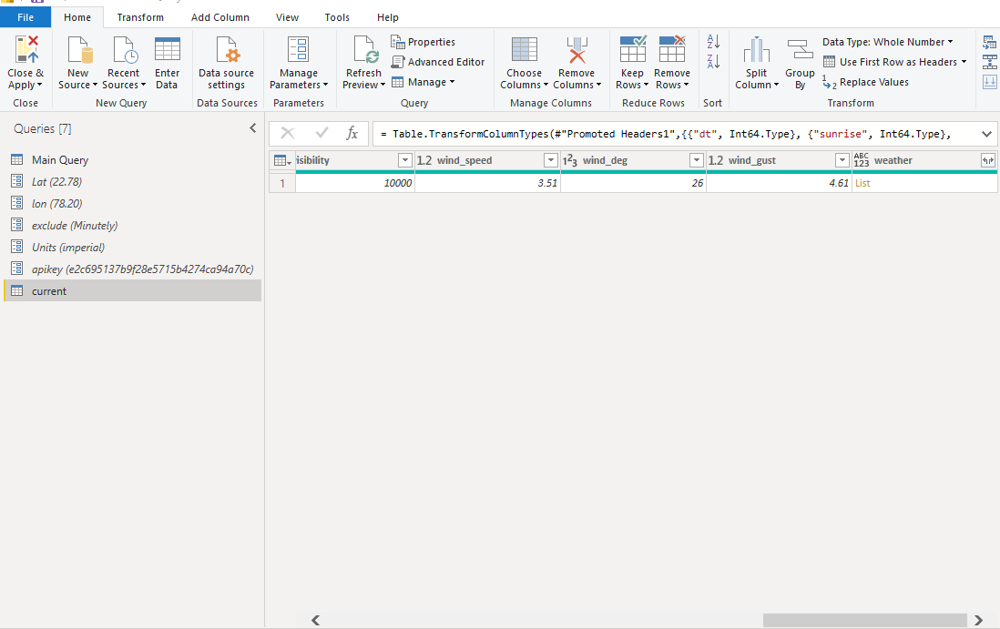 File Home Transform Add Column View Tools Help
Close & Apply
New Source
Recent Sources
Enter Data
Data source settings
Manage Parameters
Refresh Preview
Properties
Advanced Editor
Manage
Choose Columns
Remove Columns
Keep Rows
Remove Rows
A Z
Z A
Split Column
Group By
Data Type: Whole Number
Use First Row as Headers
1 2 Replace Values
Close New Query Data Sources Parameters Query Manage Columns Reduce Rows Sort Transform
Queries [7]
fx = Table.TransformColumnTypes(#"Promoted Headers1",{{"dt", Int64.Type}, {"sunrise", Int64.Type},
Main Query
Lat (22.78)
lon (78.20)
exclude (Minutely)
Units (imperial)
apikey (e2c695137b9f28e5715b4274ca94a70c)
current
isibility 1.2 wind_speed 123 wind_deg 1.2 wind_gust ABC 123 weather
1 10000 3.51 26 4.61 List